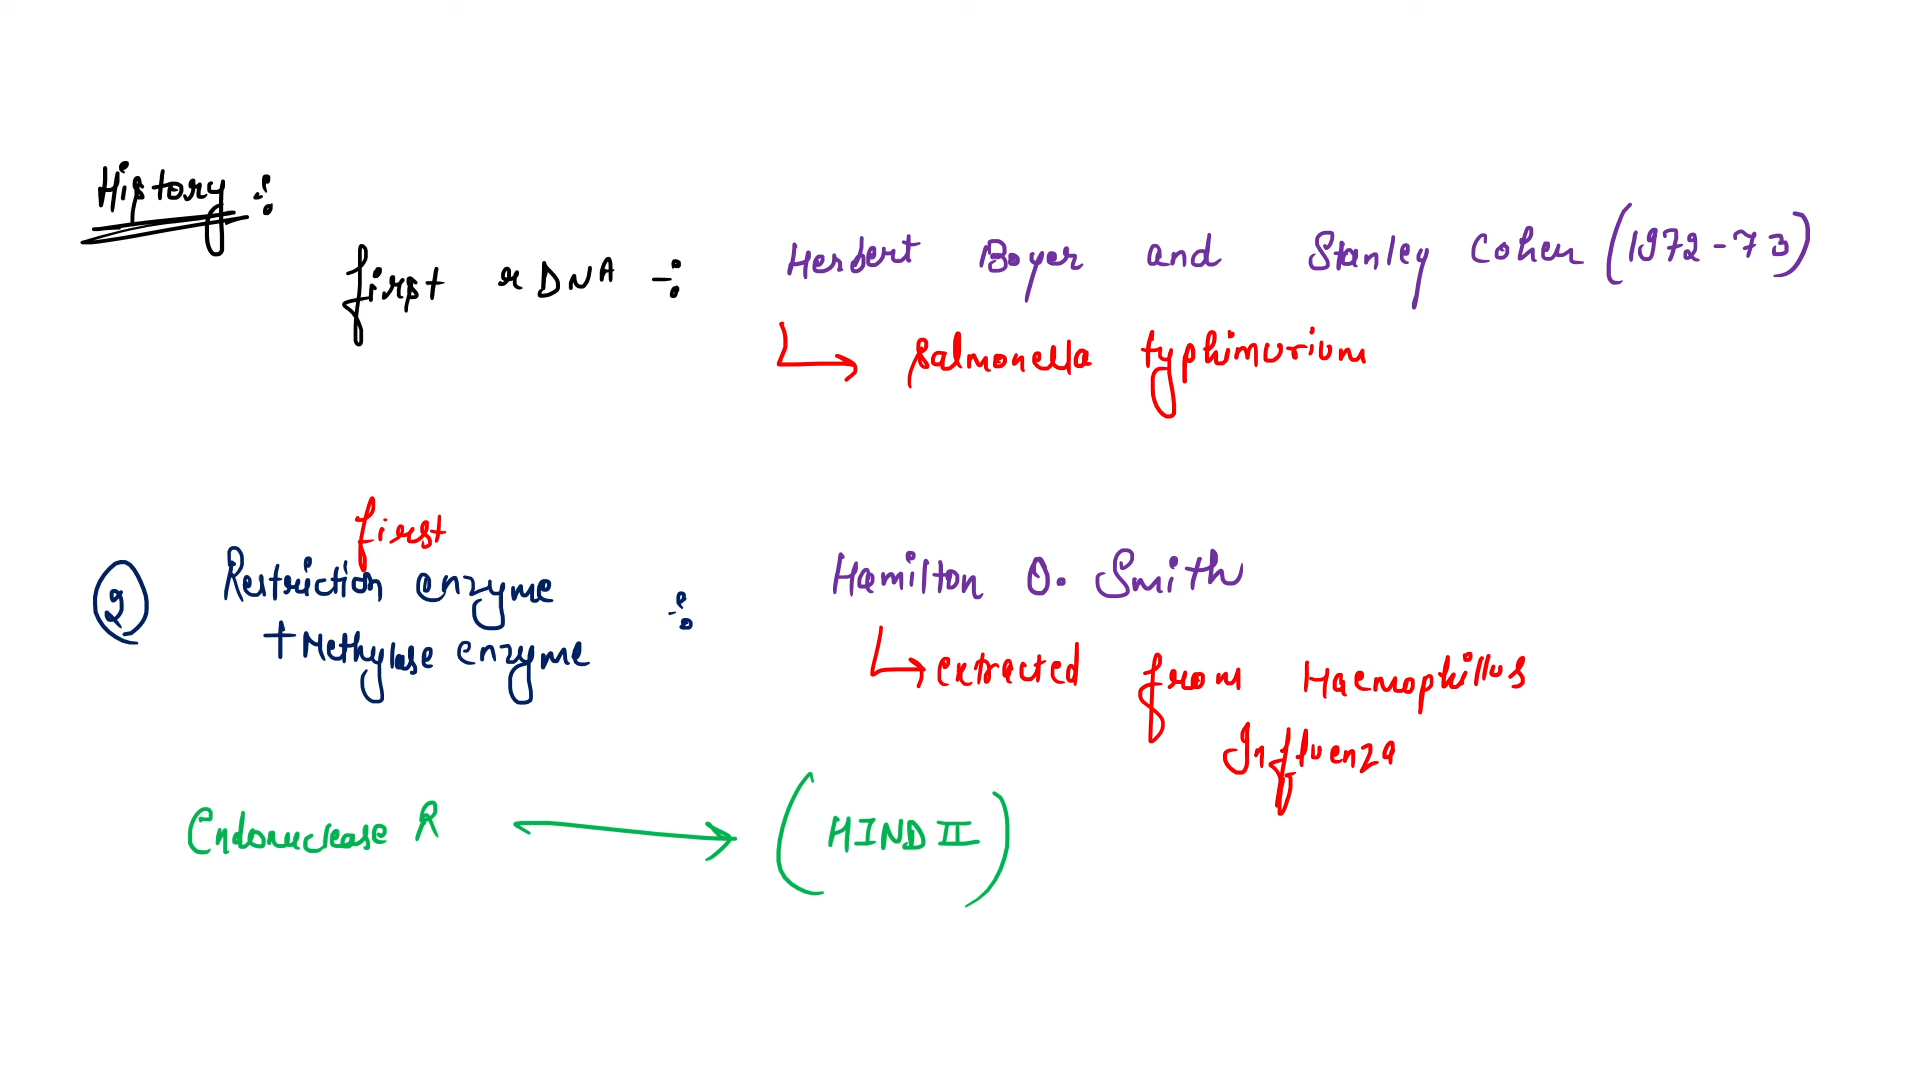 History :-
first r DNA :- Herbert Boyer and Stanley Cohen (1972-73)
↳ Salmonella typhimurium
first
② Restriction enzyme :- Hamilton O. Smith
+ Methylase enzyme
↳ extracted from Haemophillus
Influenza
Endonuclease R ⟶ (HIND II)